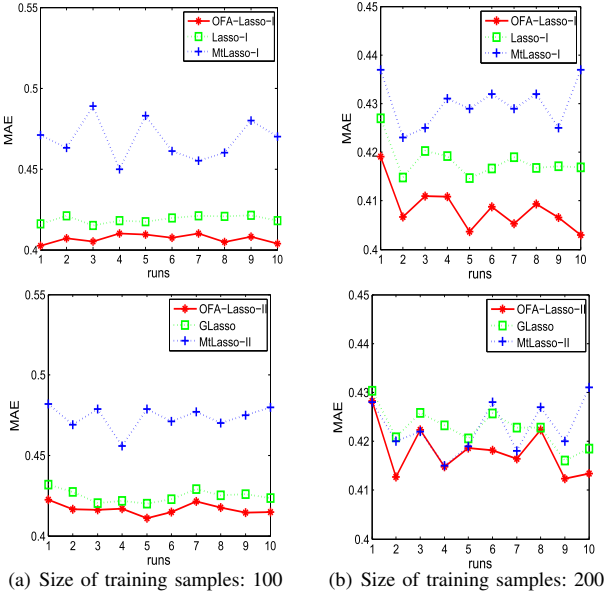 0.55
OFA-Lasso-I
Lasso-I
MtLasso-I
0.5
MAE
0.45
0.4
1 2 3 4 5 6 7 8 9 10
runs
0.45
OFA-Lasso-I
Lasso-I
MtLasso-I
0.44
0.43
MAE
0.42
0.41
0.4
1 2 3 4 5 6 7 8 9 10
runs
0.55
OFA-Lasso-II
GLasso
MtLasso-II
0.5
MAE
0.45
0.4
1 2 3 4 5 6 7 8 9 10
runs
0.45
OFA-Lasso-II
GLasso
MtLasso-II
0.44
0.43
MAE
0.42
0.41
0.4
1 2 3 4 5 6 7 8 9 10
runs
(a) Size of training samples: 100
(b) Size of training samples: 200